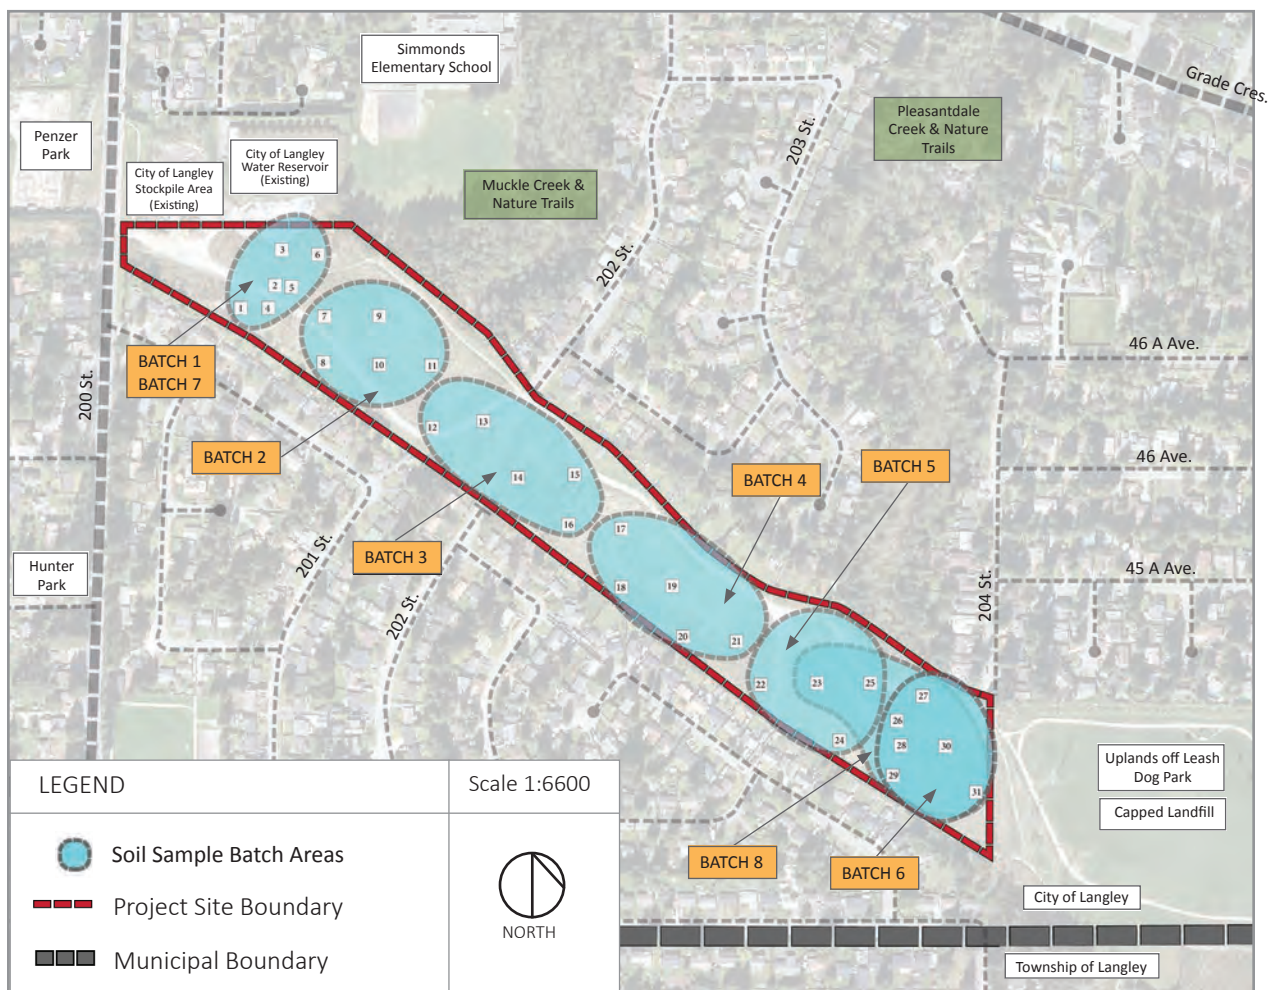 Simmonds
Elementary School
Grade Cres.
Pleasantdale
Creek & Nature
Trails
Penzer
Park
203 St.
City of Langley
Water Reservoir
(Existing)
City of Langley
Stockpile Area
(Existing)
Muckle Creek &
Nature Trails
202 St.
3
6
2
5
1
4
7
9
8
10
11
BATCH 1
BATCH 7
46 A Ave.
200 St.
12
13
14
15
16
BATCH 2
BATCH 3
BATCH 4
BATCH 5
46 Ave.
17
18
19
20
21
Hunter
Park
201 St.
202 St.
45 A Ave.
204 St.
22
23
25
24
27
26
28
30
29
31
Uplands off Leash
Dog Park
Capped Landfill
BATCH 8
BATCH 6
City of Langley
Township of Langley
LEGEND
Scale 1:6600
Soil Sample Batch Areas
Project Site Boundary
Municipal Boundary
NORTH